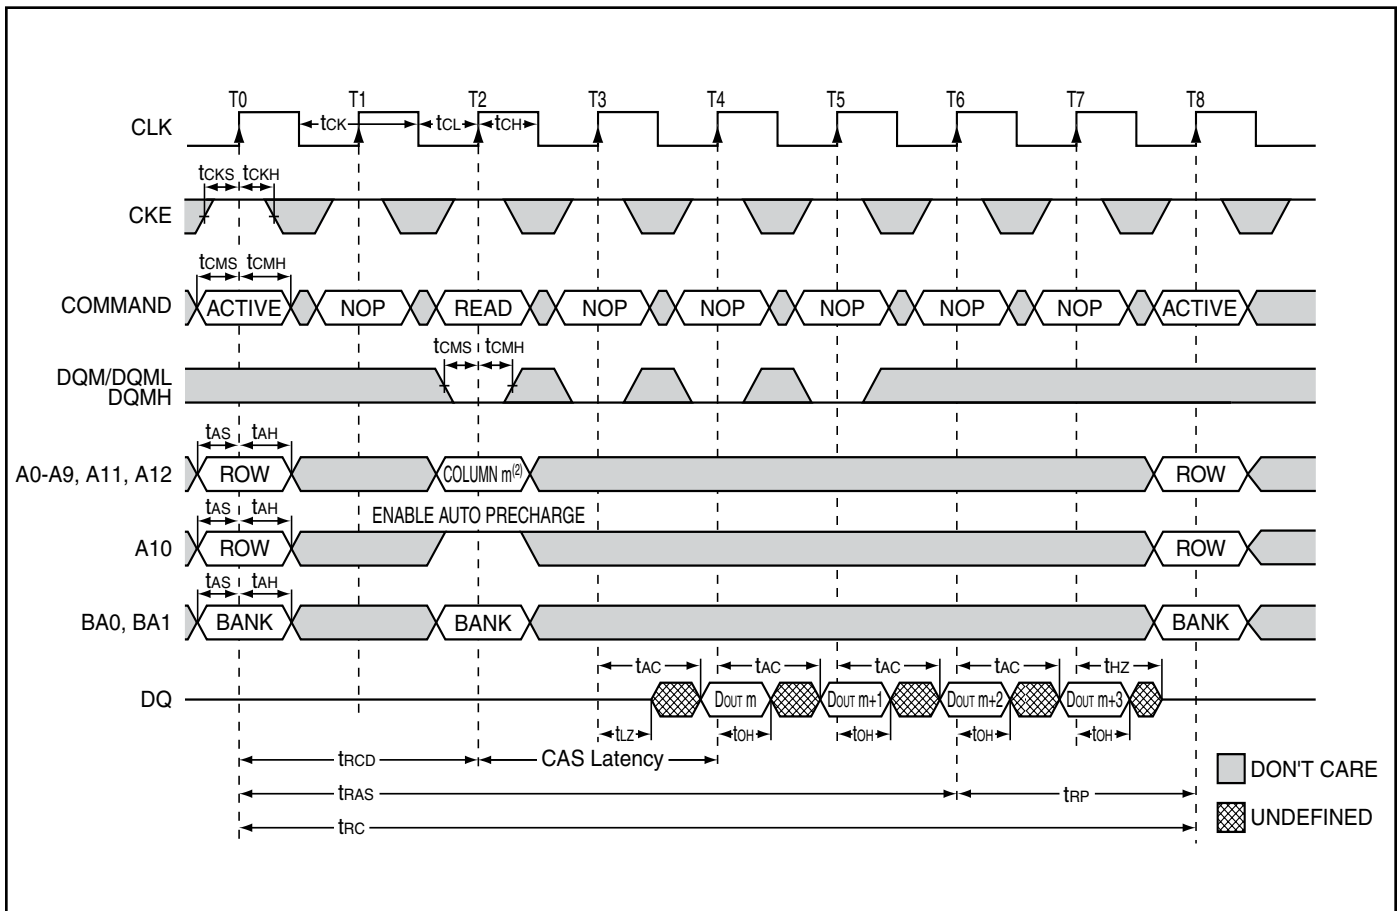 T0 T1 T2 T3 T4 T5 T6 T7 T8
CLK tCK tCL tCH
tCKS tCKH
CKE
tCMS tCMH
COMMAND ACTIVE NOP READ NOP NOP NOP NOP NOP ACTIVE
tCMS tCMH
DQM/DQML
DQMH
tAS tAH
A0-A9, A11, A12 ROW COLUMN m(2) ROW
tAS tAH ENABLE AUTO PRECHARGE
A10 ROW ROW
tAS tAH
BA0, BA1 BANK BANK BANK
tAC tAC tAC tAC tHZ
DQ DOUT m DOUT m+1 DOUT m+2 DOUT m+3
tLZ tOH tOH tOH tOH
tRCD CAS Latency
DON'T CARE
tRAS tRP
UNDEFINED
tRC